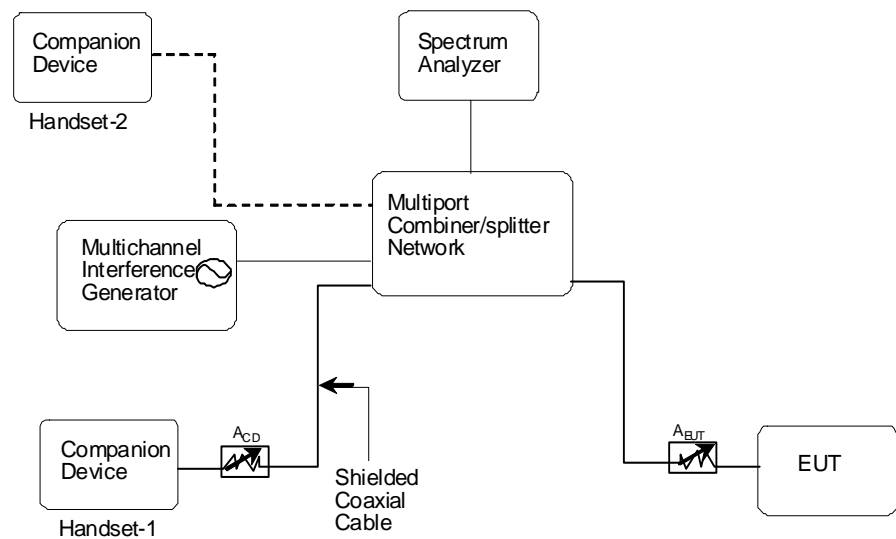 Companion
Device
Handset-2
Spectrum
Analyzer
Multiport
Combiner/splitter
Network
Multichannel
Interference
Generator
Companion
Device
Handset-1
ACD
Shielded
Coaxial
Cable
AEUT
EUT